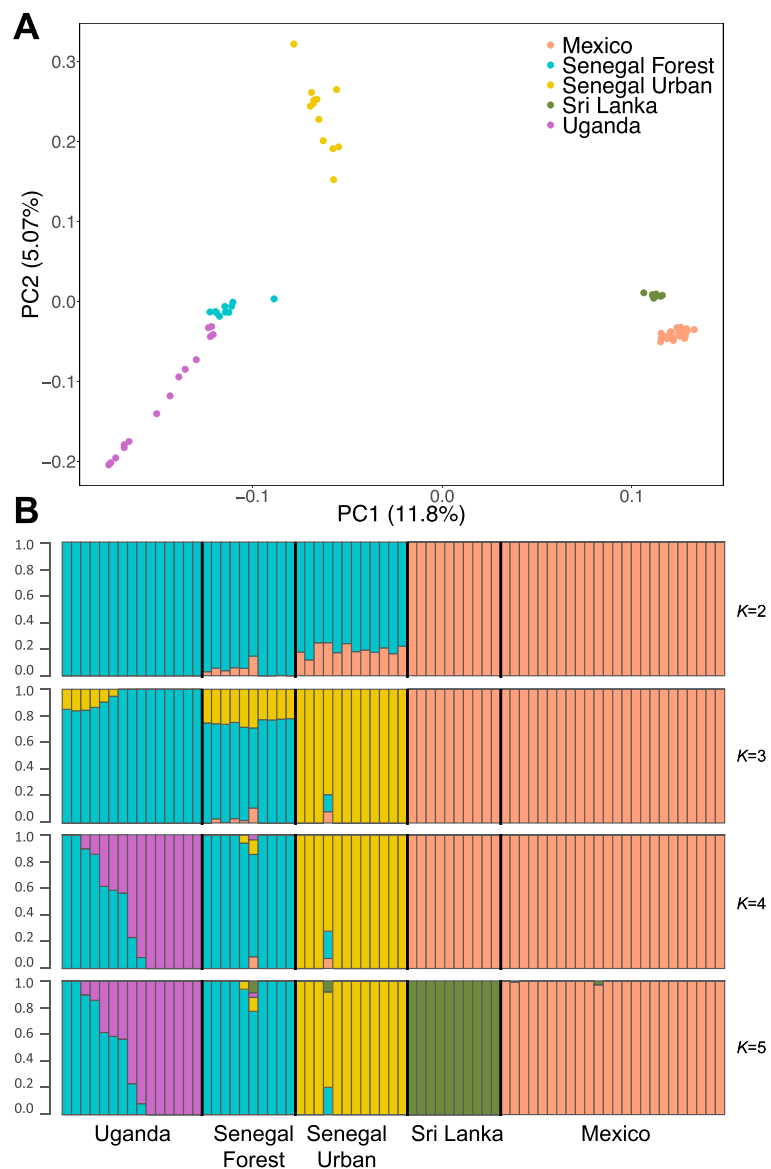 A
Mexico
Senegal Forest
Senegal Urban
Sri Lanka
Uganda
0.3
0.2
0.1
0.0
−0.1
−0.2
PC2 (5.07%)
−0.1
0.0
0.1
PC1 (11.8%)
B
1.0
0.8
0.6
0.4
0.2
0.0
K=2
1.0
0.8
0.6
0.4
0.2
0.0
K=3
1.0
0.8
0.6
0.4
0.2
0.0
K=4
1.0
0.8
0.6
0.4
0.2
0.0
K=5
Uganda
Senegal Forest
Senegal Urban
Sri Lanka
Mexico